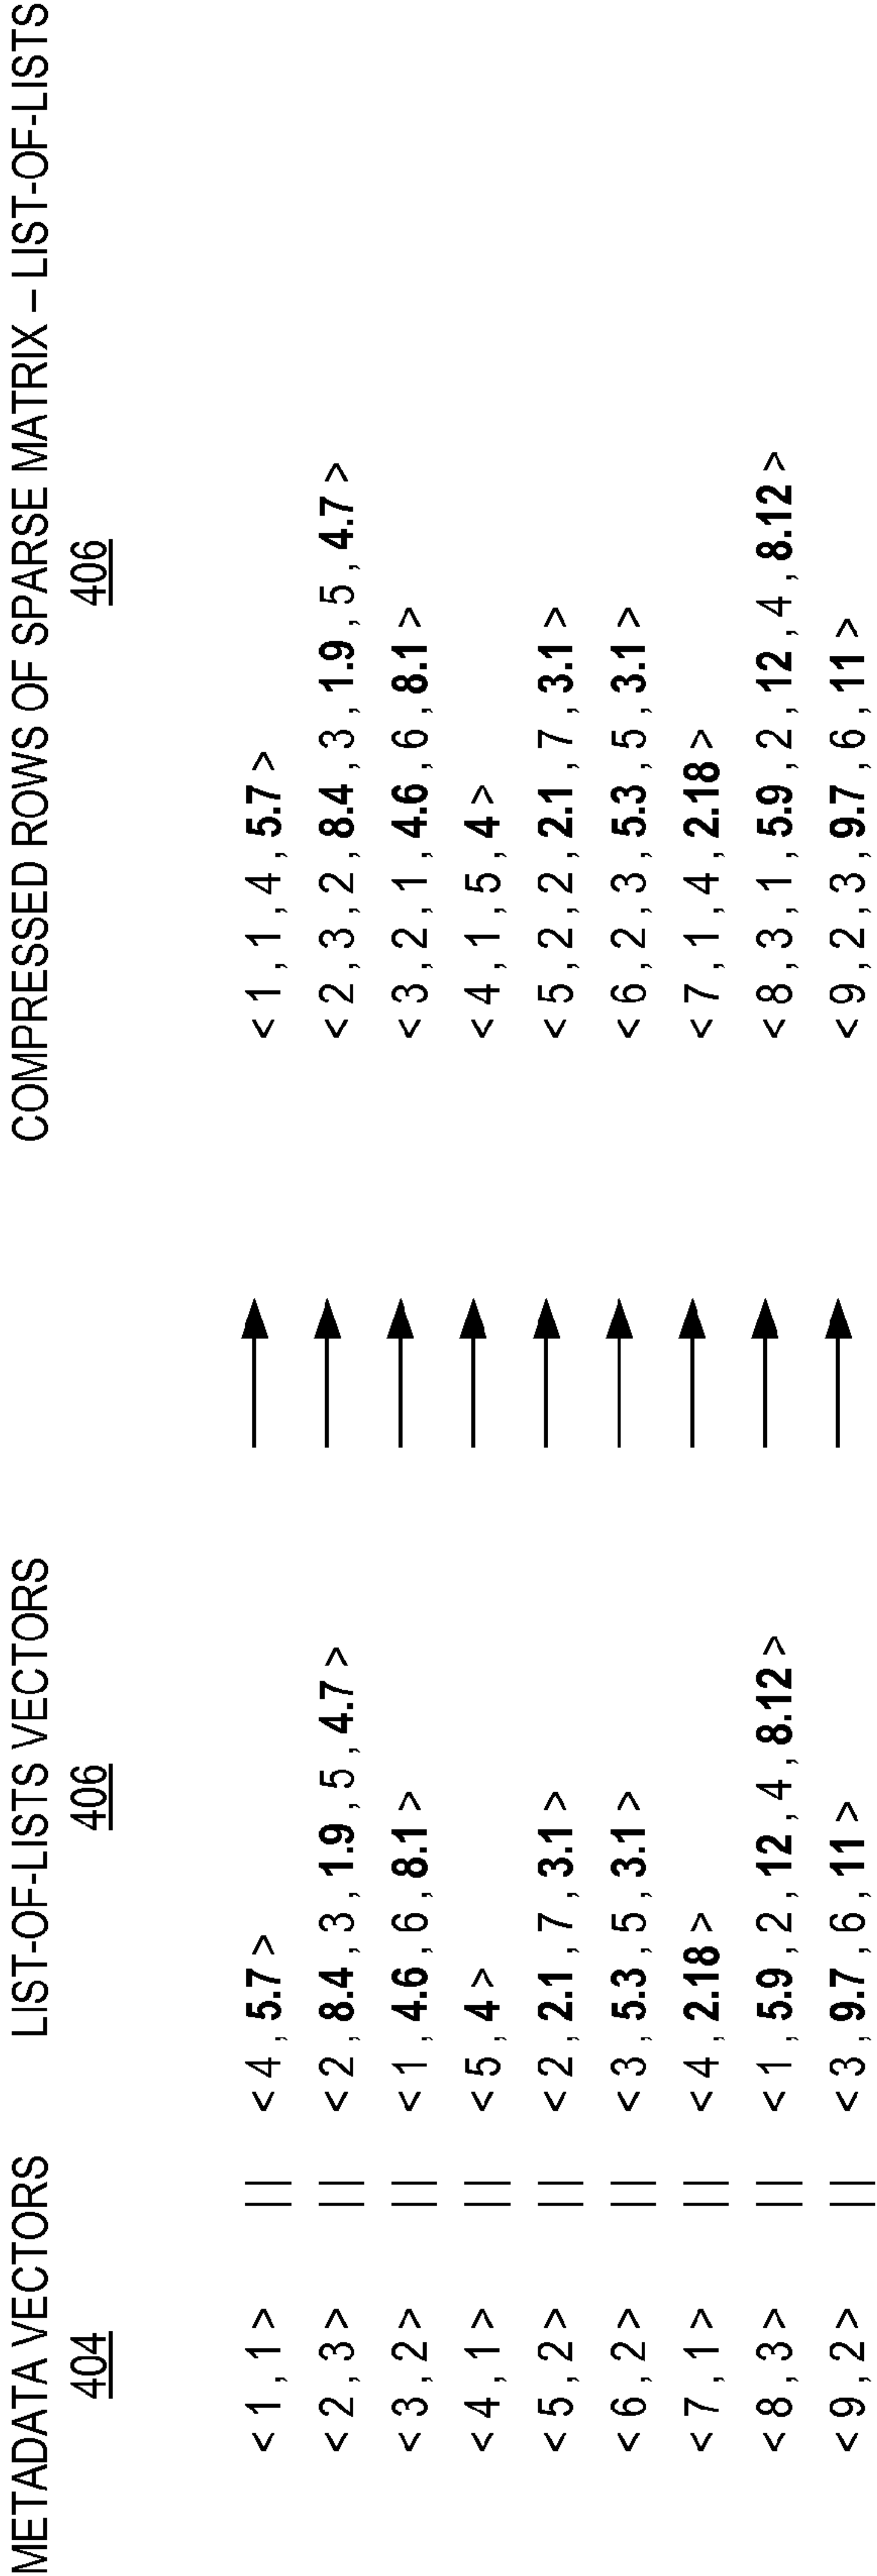 METADATA VECTORS LIST-OF-LISTS VECTORS COMPRESSED ROWS OF SPARSE MATRIX – LIST-OF-LISTS
404 406 406
< 1 , 1 > || < 4 , 5.7 > < 1 , 1 , 4 , 5.7 >
< 2 , 3 > || < 2 , 8.4 , 3 , 1.9 , 5 , 4.7 > < 2 , 3 , 2 , 8.4 , 3 , 1.9 , 5 , 4.7 >
< 3 , 2 > || < 1 , 4.6 , 6 , 8.1 > < 3 , 2 , 1 , 4.6 , 6 , 8.1 >
< 4 , 1 > || < 5 , 4 > < 4 , 1 , 5 , 4 >
< 5 , 2 > || < 2 , 2.1 , 7 , 3.1 > < 5 , 2 , 2 , 2.1 , 7 , 3.1 >
< 6 , 2 > || < 3 , 5.3 , 5 , 3.1 > < 6 , 2 , 3 , 5.3 , 5 , 3.1 >
< 7 , 1 > || < 4 , 2.18 > < 7 , 1 , 4 , 2.18 >
< 8 , 3 > || < 1 , 5.9 , 2 , 12 , 4 , 8.12 > < 8 , 3 , 1 , 5.9 , 2 , 12 , 4 , 8.12 >
< 9 , 2 > || < 3 , 9.7 , 6 , 11 > < 9 , 2 , 3 , 9.7 , 6 , 11 >